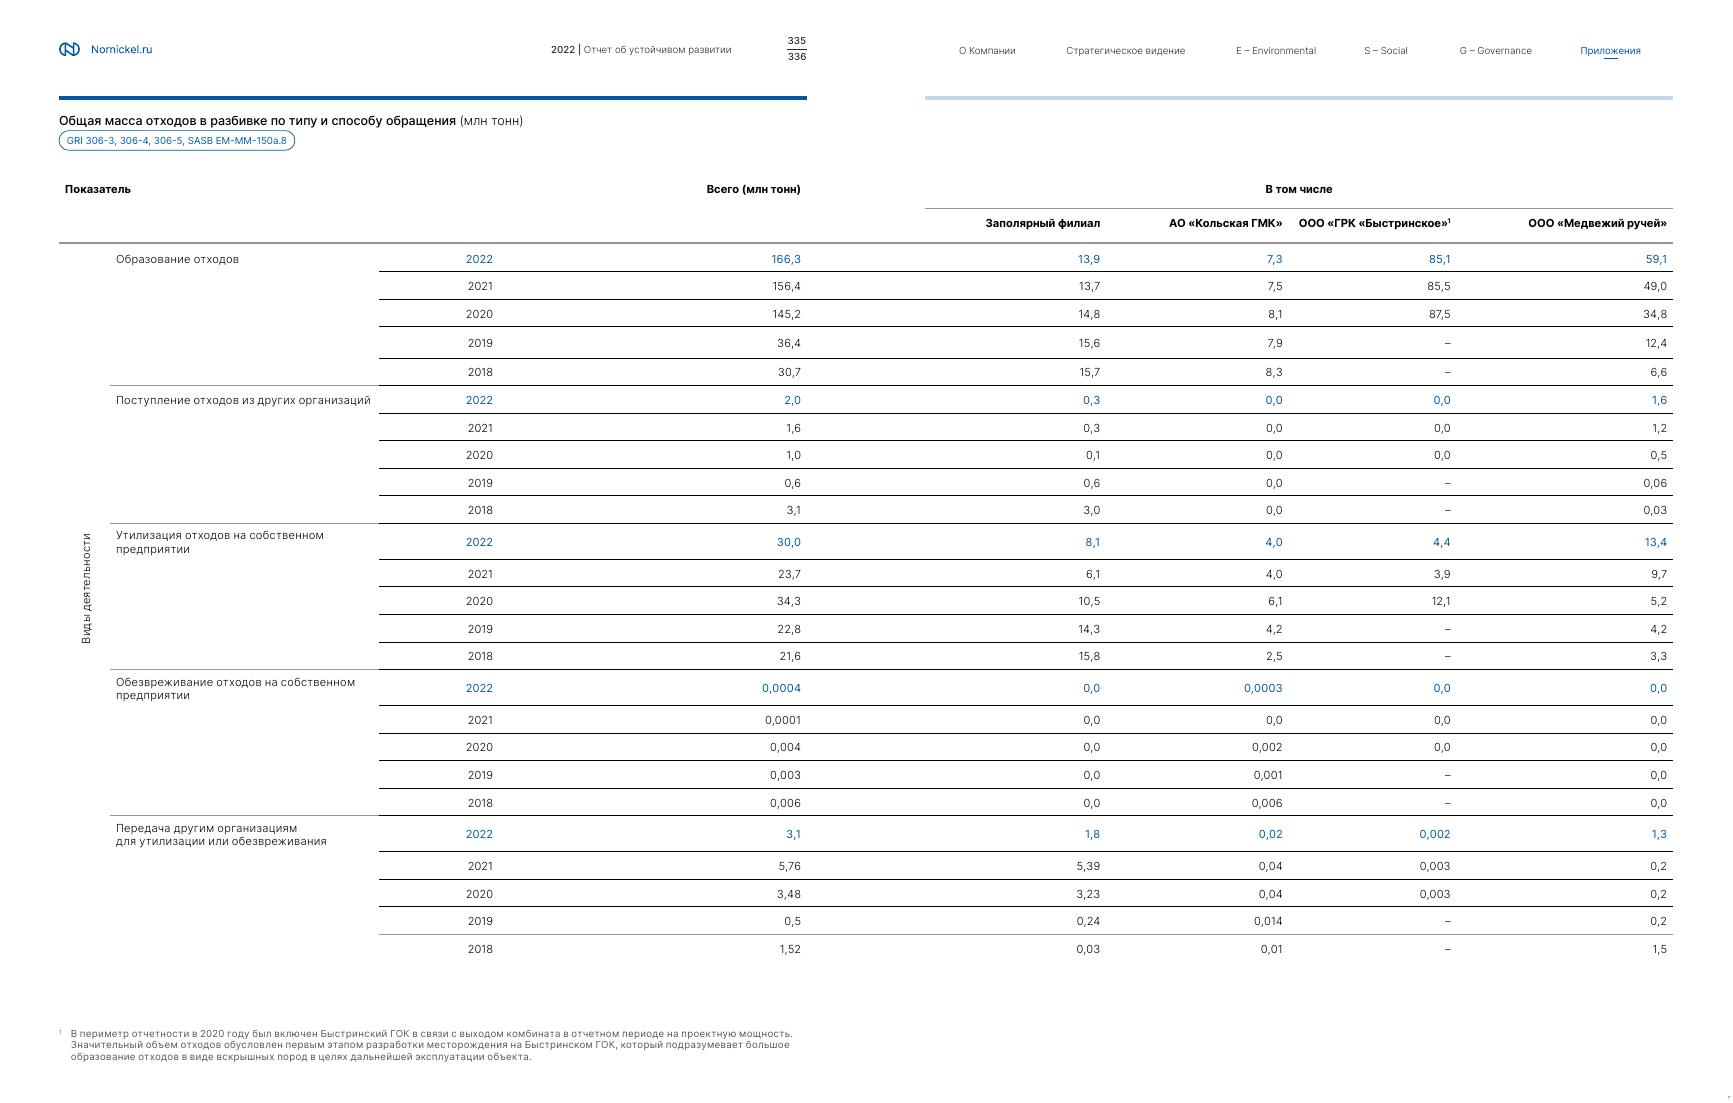 Nornickel.ru
2022 | Отчет об устойчивом развитии
335
336
О Компании Стратегическое видение E – Environmental S – Social G – Governance Приложения
Общая масса отходов в разбивке по типу и способу обращения (млн тонн)
GRI 306-3, 306-4, 306-5, SASB EM-MM-150a.8
Показатель Всего (млн тонн) В том числе
Заполярный филиал АО «Кольская ГМК» ООО «ГРК «Быстринское»¹ ООО «Медвежий ручей»
Виды деятельности
Образование отходов 2022 166,3 13,9 7,3 85,1 59,1
2021 156,4 13,7 7,5 85,5 49,0
2020 145,2 14,8 8,1 87,5 34,8
2019 36,4 15,6 7,9 – 12,4
2018 30,7 15,7 8,3 – 6,6
Поступление отходов из других организаций 2022 2,0 0,3 0,0 0,0 1,6
2021 1,6 0,3 0,0 0,0 1,2
2020 1,0 0,1 0,0 0,0 0,5
2019 0,6 0,6 0,0 – 0,06
2018 3,1 3,0 0,0 – 0,03
Утилизация отходов на собственном
предприятии 2022 30,0 8,1 4,0 4,4 13,4
2021 23,7 6,1 4,0 3,9 9,7
2020 34,3 10,5 6,1 12,1 5,2
2019 22,8 14,3 4,2 – 4,2
2018 21,6 15,8 2,5 – 3,3
Обезвреживание отходов на собственном
предприятии 2022 0,0004 0,0 0,0003 0,0 0,0
2021 0,0001 0,0 0,0 0,0 0,0
2020 0,004 0,0 0,002 0,0 0,0
2019 0,003 0,0 0,001 – 0,0
2018 0,006 0,0 0,006 – 0,0
Передача другим организациям
для утилизации или обезвреживания 2022 3,1 1,8 0,02 0,002 1,3
2021 5,76 5,39 0,04 0,003 0,2
2020 3,48 3,23 0,04 0,003 0,2
2019 0,5 0,24 0,014 – 0,2
2018 1,52 0,03 0,01 – 1,5
¹ В периметр отчетности в 2020 году был включен Быстринский ГОК в связи с выходом комбината в отчетном периоде на проектную мощность.
Значительный объем отходов обусловлен первым этапом разработки месторождения на Быстринском ГОК, который подразумевает большое
образование отходов в виде вскрышных пород в целях дальнейшей эксплуатации объекта.